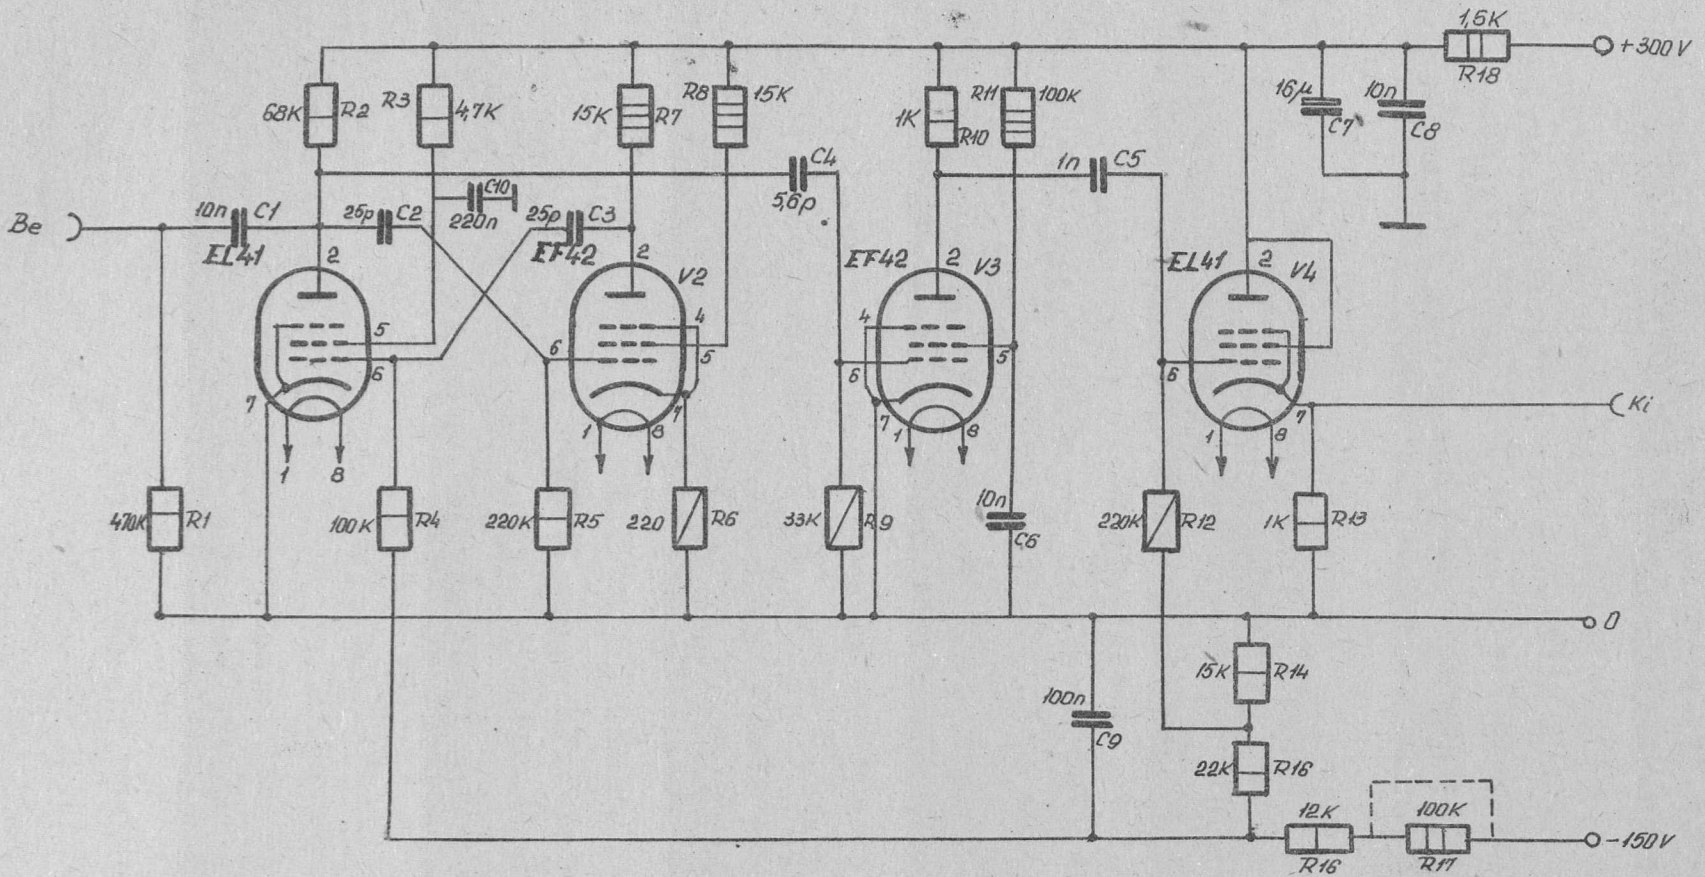 1,5K
+300V
R18
68K R2
R3 4,7K
15K R7
R8 15K
1K R10
R11 100K
16µ C7
10n C8
Be
10n C1
25p C2
C10
220n
25p C3
C4
5,6p
1n C5
EL41
2
EF42
2
V2
EF42
2
V3
EL41
2
V4
5
6
7
1
8
6
4
5
7
1
8
4
6
5
7
1
8
6
7
1
8
Ki
470K R1
100K R4
220K R5
220 R6
33K R9
10n
C6
220K R12
1K R13
0
15K R14
100n
C9
22K R16
12K
R16
100K
R17
-150V